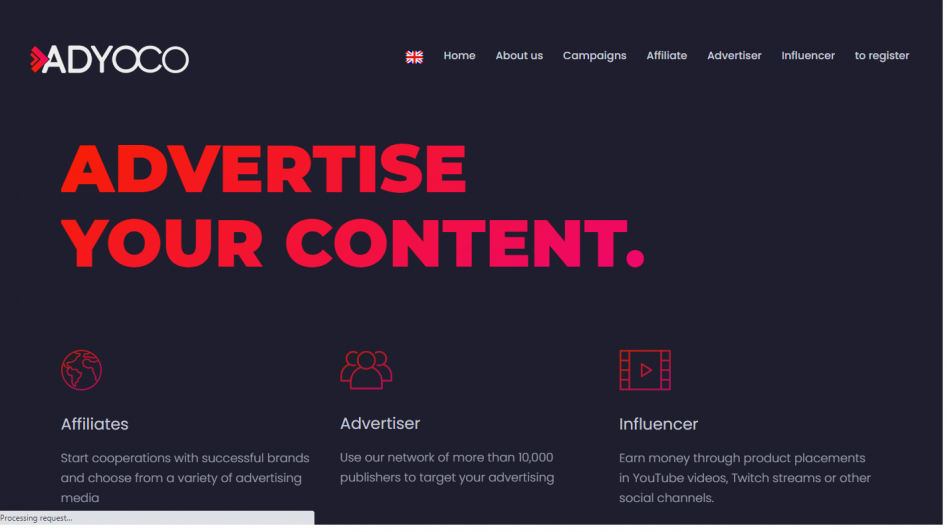 ADYOCO
Home About us Campaigns Affiliate Advertiser Influencer to register
ADVERTISE
YOUR CONTENT.
Affiliates
Start cooperations with successful brands
and choose from a variety of advertising
media
Advertiser
Use our network of more than 10,000
publishers to target your advertising
Influencer
Earn money through product placements
in YouTube videos, Twitch streams or other
social channels.
Processing request...